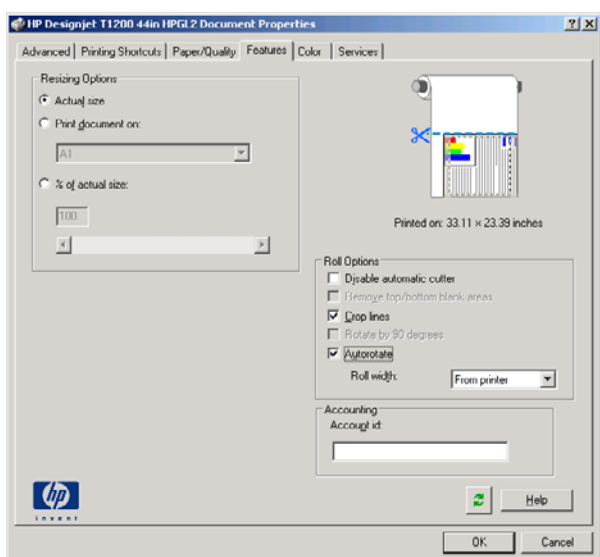 HP Designjet T1200 44in HPGL2 Document Properties
Advanced Printing Shortcuts Paper/Quality Features Color Services
Resizing Options
Actual size
Print document on:
A1
% of actual size:
100
Printed on: 33.11 × 23.39 inches
Roll Options
Disable automatic cutter
Remove top/bottom blank areas
Crop lines
Rotate by 90 degrees
Autorotate
Roll width: From printer
Accounting
Account id:
hp
invent
Help
OK Cancel